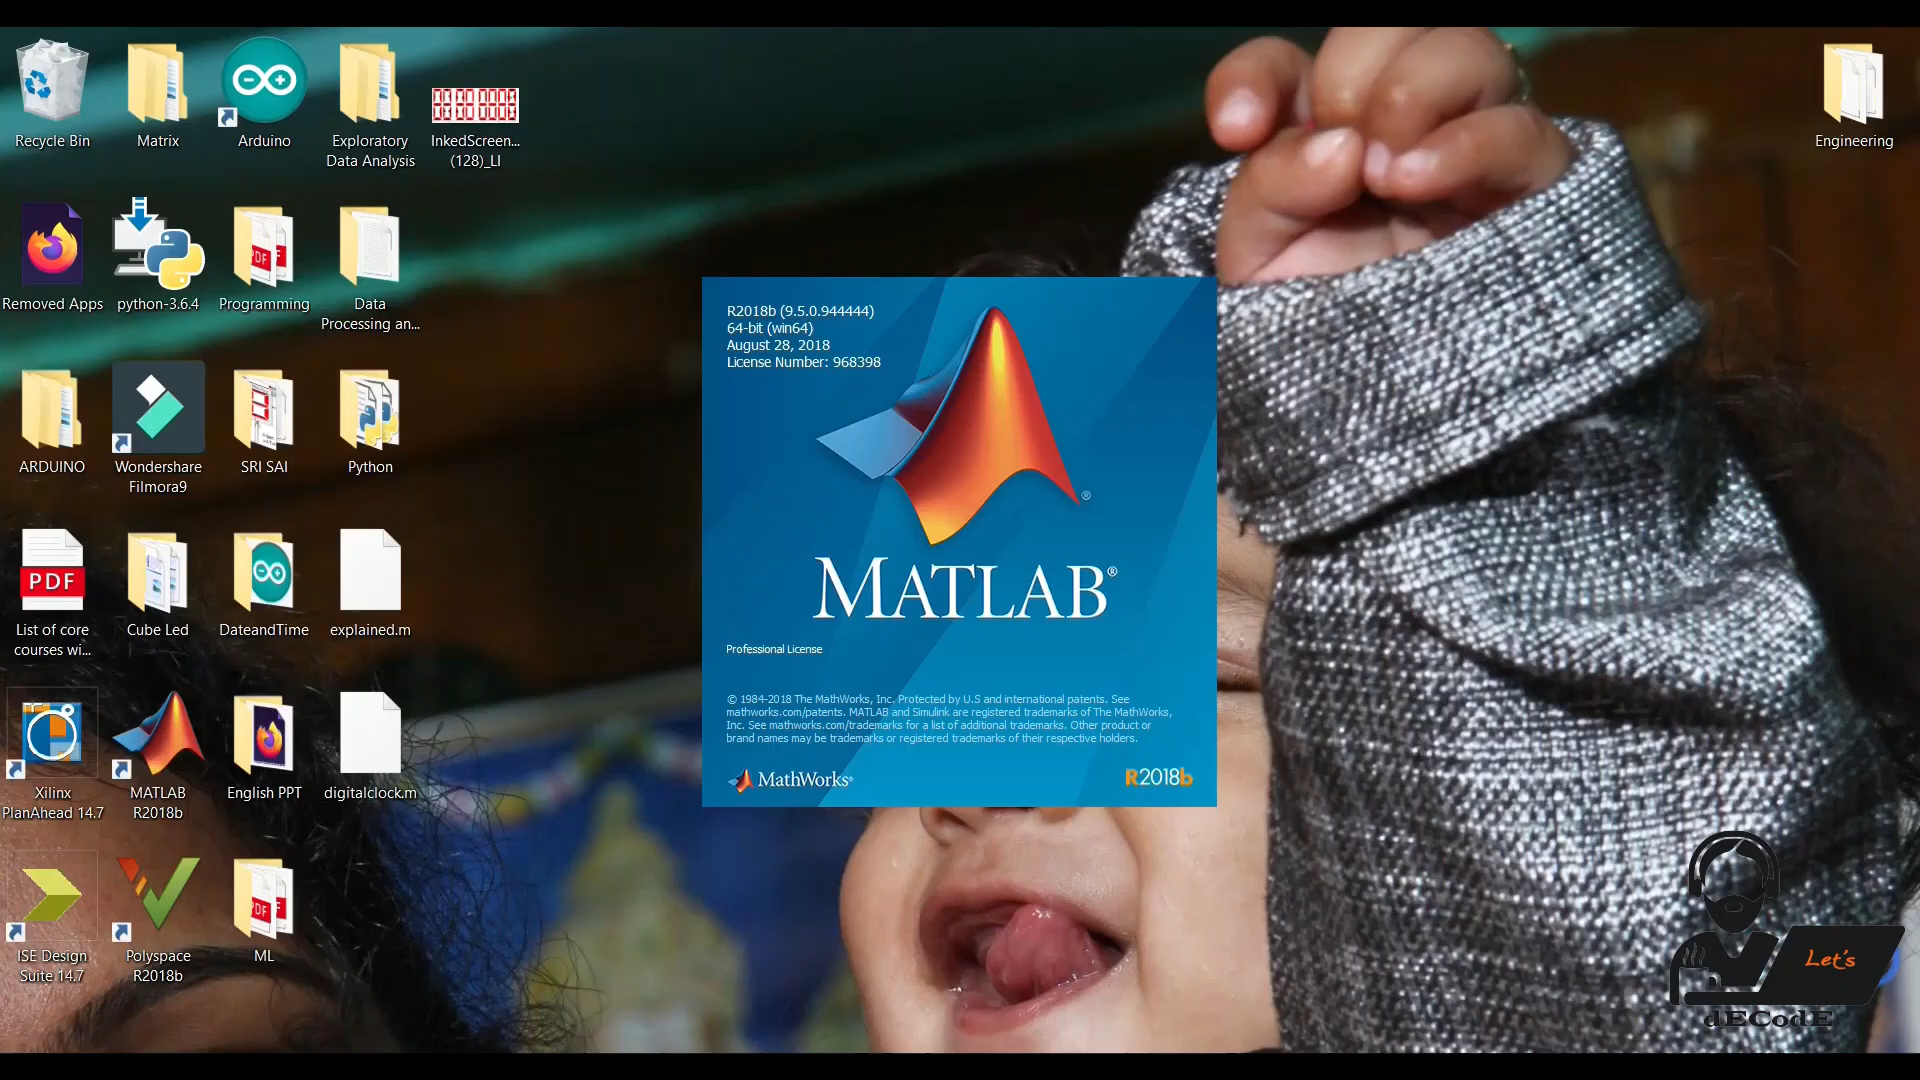 Recycle Bin
Matrix
Arduino
Exploratory
Data Analysis
InkedScreen...
(128)_LI
Engineering
Removed Apps
python-3.6.4
PDF
Programming
Data
Processing an...
ARDUINO
Wondershare
Filmora9
SRI SAI
Python
PDF
List of core
courses wi...
Cube Led
DateandTime
explained.m
Xilinx
PlanAhead 14.7
MATLAB
R2018b
English PPT
digitalclock.m
ISE Design
Suite 14.7
Polyspace
R2018b
PDF
ML
R2018b (9.5.0.944444)
64-bit (win64)
August 28, 2018
License Number: 968398
®
MATLAB®
Professional License
© 1984-2018 The MathWorks, Inc. Protected by U.S and international patents. See
mathworks.com/patents. MATLAB and Simulink are registered trademarks of The MathWorks,
Inc. See mathworks.com/trademarks for a list of additional trademarks. Other product or
brand names may be trademarks or registered trademarks of their respective holders.
MathWorks®
R2018b
Let's
dECodE